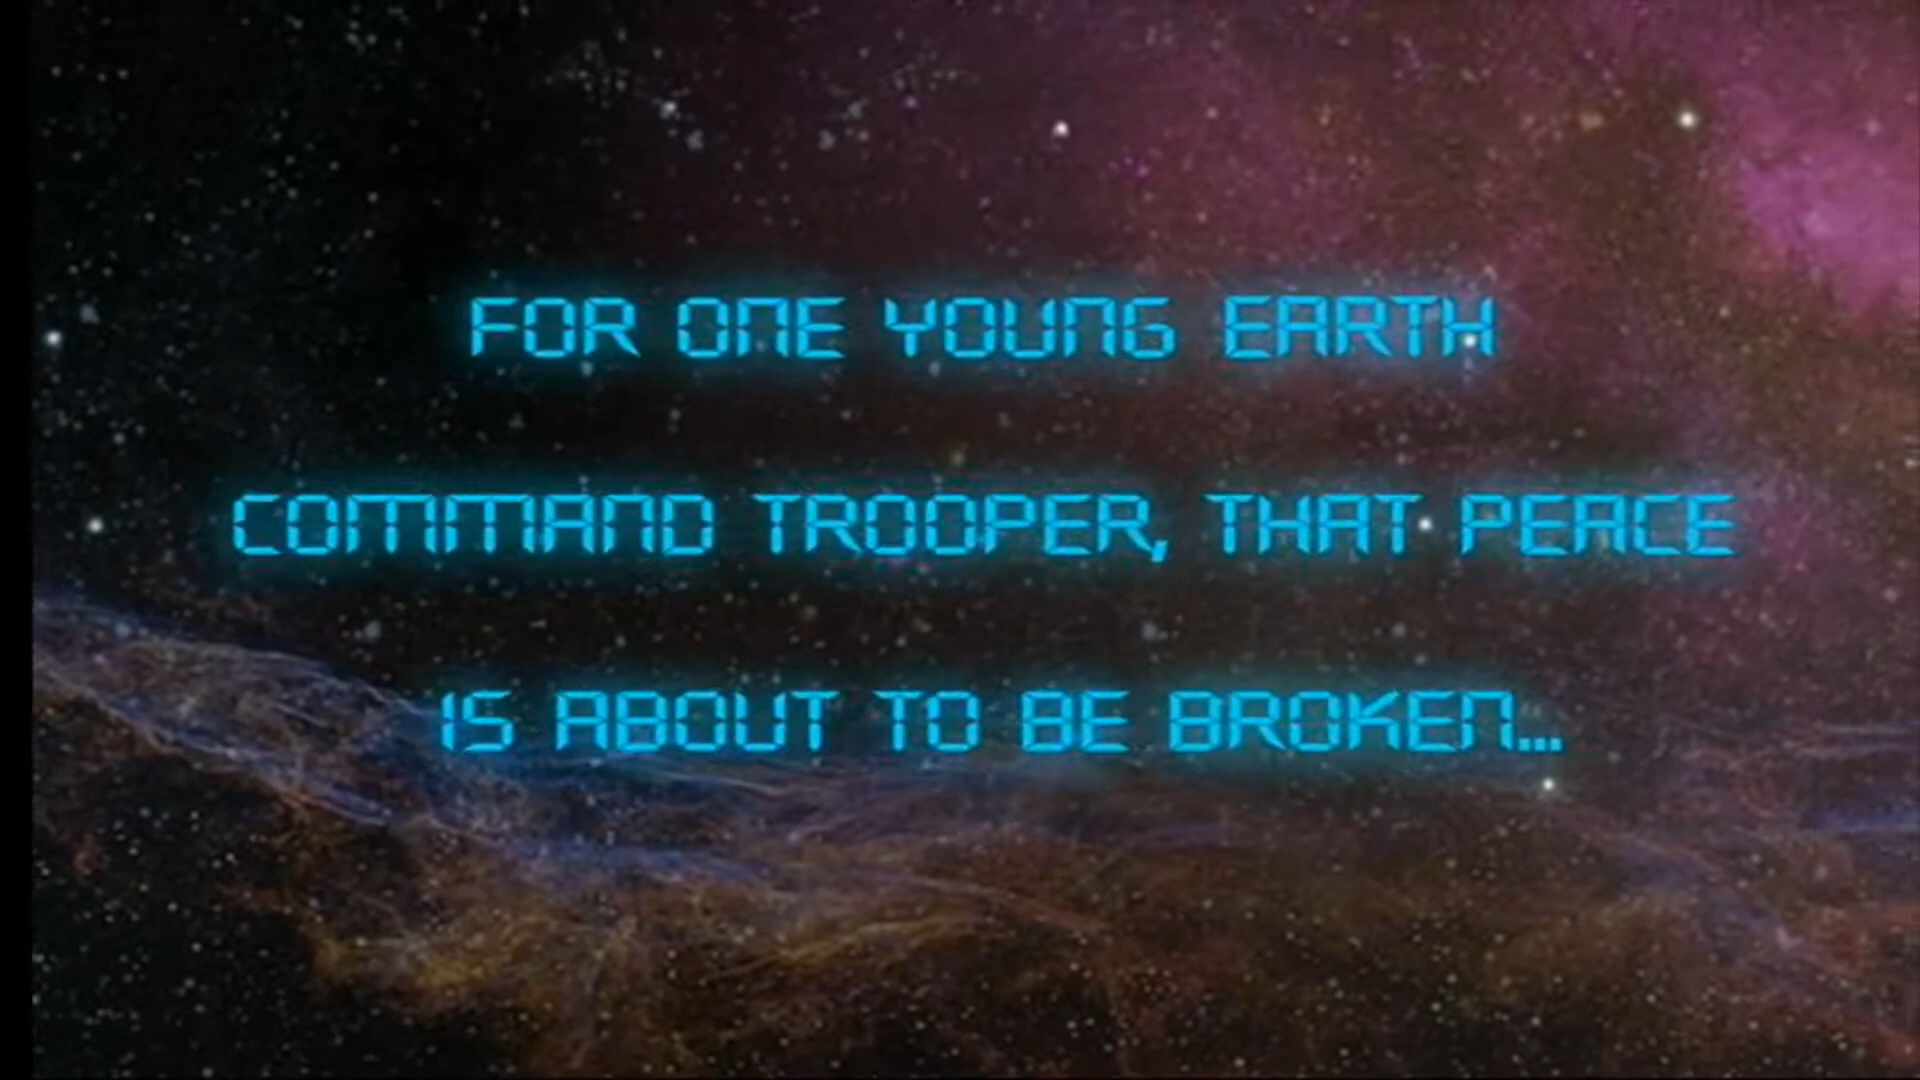 FOR ONE YOUNG EARTH
COMMAND TROOPER, THAT PEACE
IS ABOUT TO BE BROKEN...